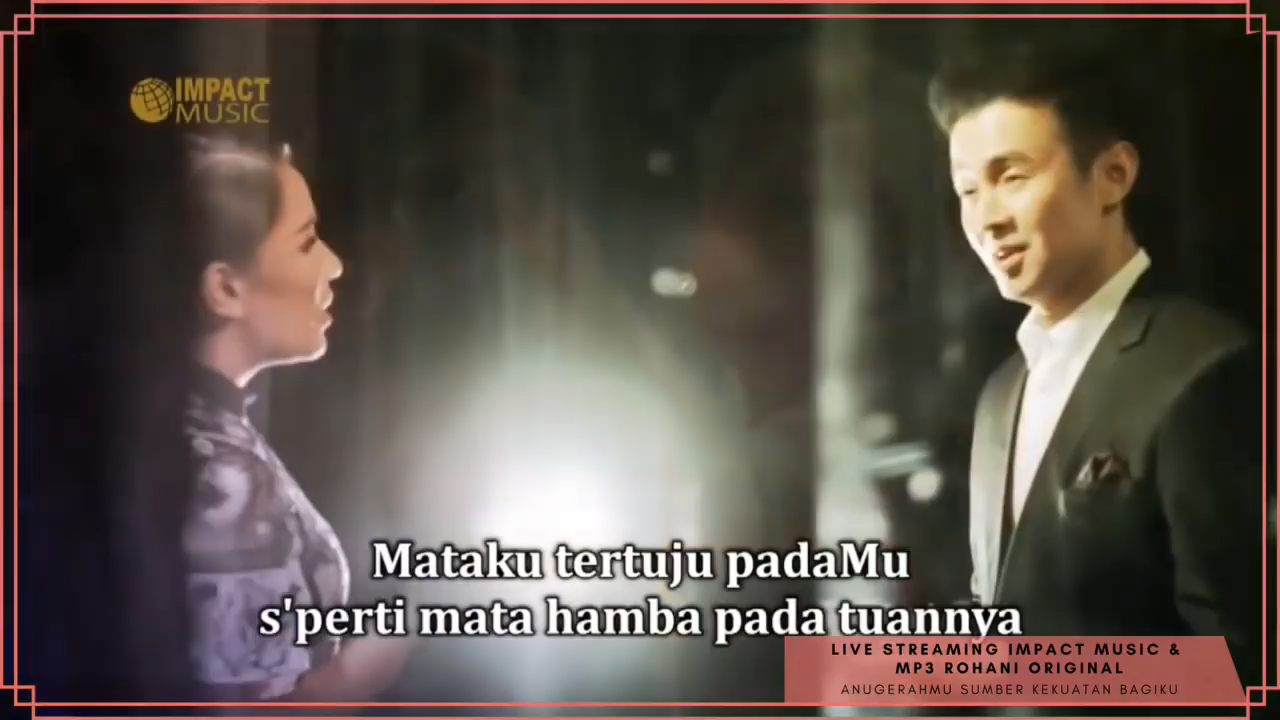 IMPACT
MUSIC
Mataku tertuju padaMu
s'perti mata hamba pada tuannya
LIVE STREAMING IMPACT MUSIC &
MP3 ROHANI ORIGINAL
ANUGERAHMU SUMBER KEKUATAN BAGIKU